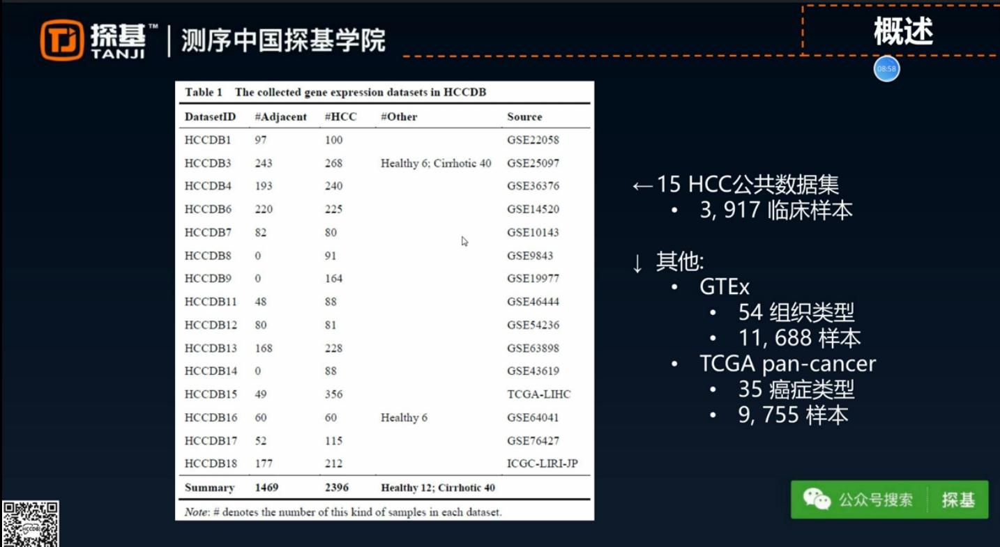 探基™ TANJI | 测序中国探基学院
概述
08:58
Table 1 The collected gene expression datasets in HCCDB
DatasetID #Adjacent #HCC #Other Source
HCCDB1 97 100 GSE22058
HCCDB3 243 268 Healthy 6; Cirrhotic 40 GSE25097
HCCDB4 193 240 GSE36376
HCCDB6 220 225 GSE14520
HCCDB7 82 80 GSE10143
HCCDB8 0 91 GSE9843
HCCDB9 0 164 GSE19977
HCCDB11 48 88 GSE46444
HCCDB12 80 81 GSE54236
HCCDB13 168 228 GSE63898
HCCDB14 0 88 GSE43619
HCCDB15 49 356 TCGA-LIHC
HCCDB16 60 60 Healthy 6 GSE64041
HCCDB17 52 115 GSE76427
HCCDB18 177 212 ICGC-LIRI-JP
Summary 1469 2396 Healthy 12; Cirrhotic 40
Note: # denotes the number of this kind of samples in each dataset.
←15 HCC公共数据集
• 3, 917 临床样本
↓ 其他:
• GTEx
• 54 组织类型
• 11, 688 样本
• TCGA pan-cancer
• 35 癌症类型
• 9, 755 样本
公众号搜索 探基
HCCDB